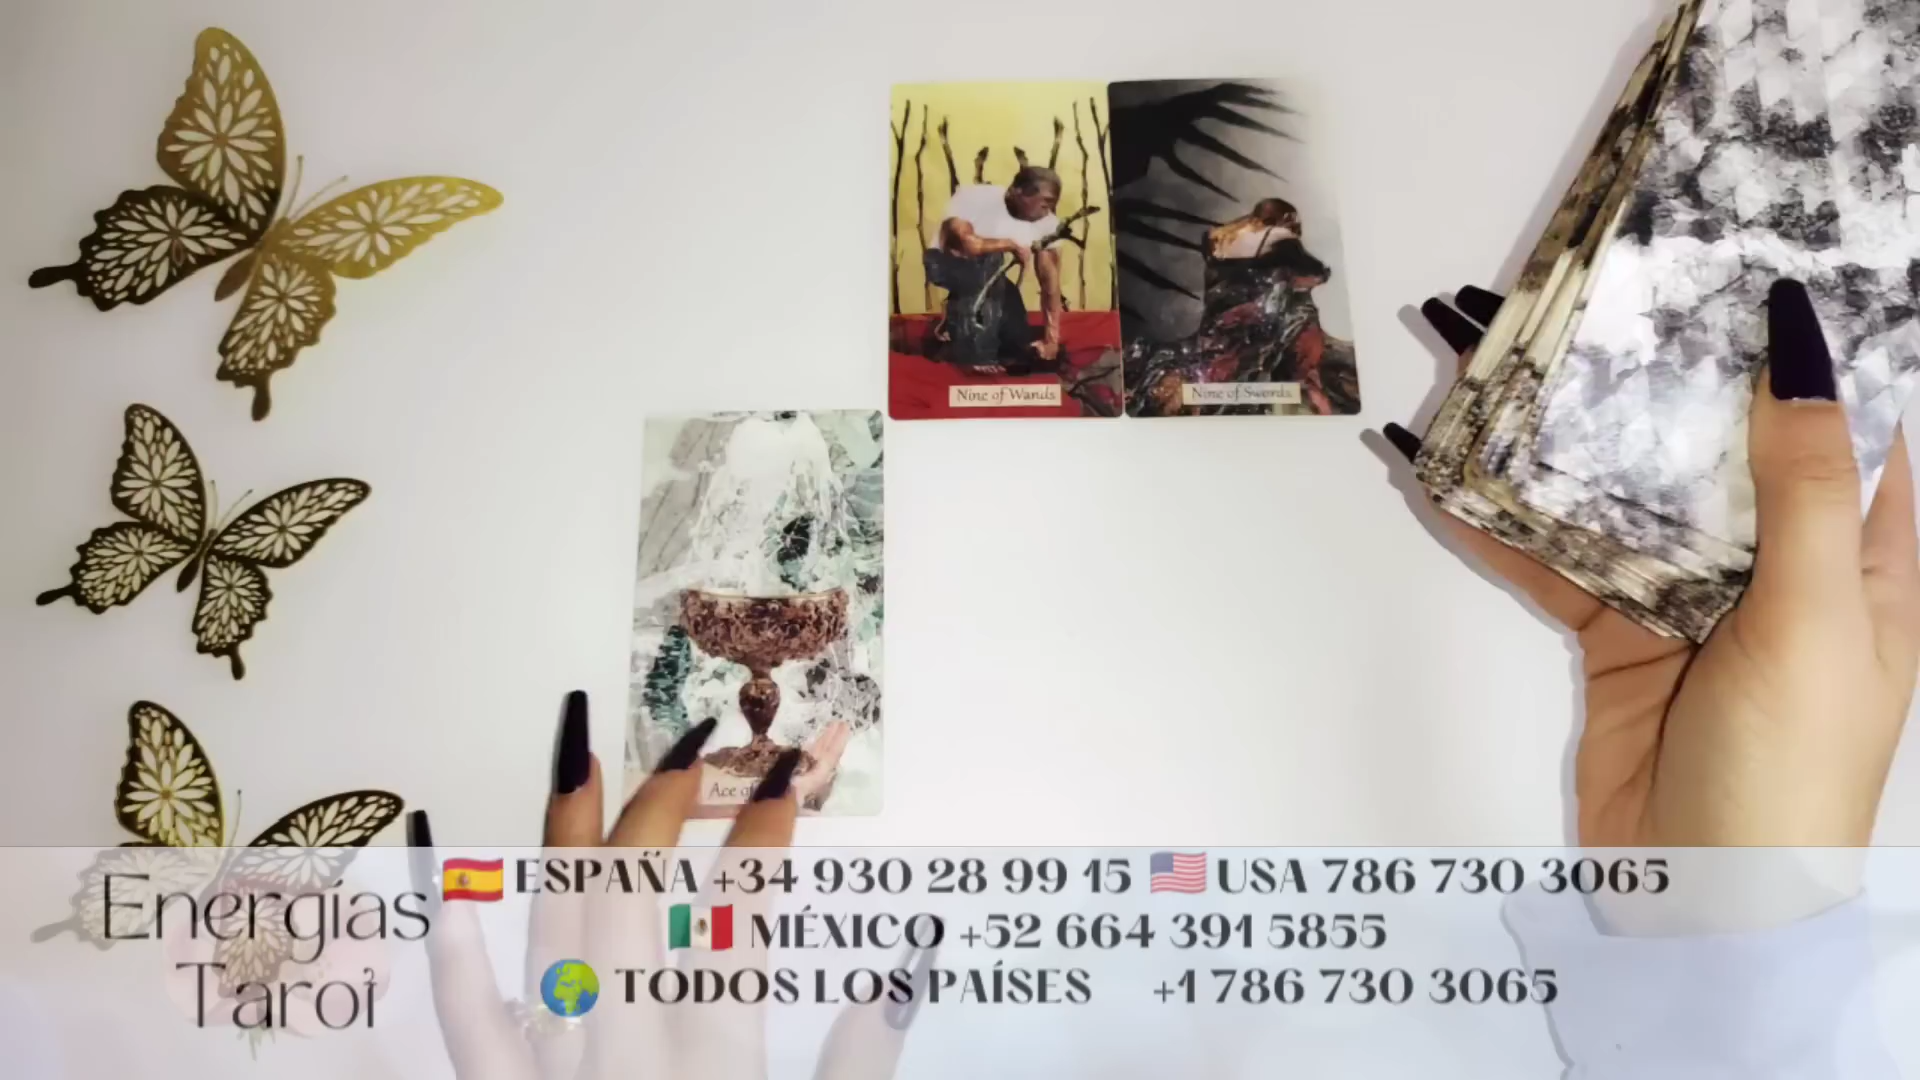 Nine of Wands
Nine of Swords
Ace of
Energías
Tarot
ESPAÑA +34 930 28 99 15 USA 786 730 3065
MÉXICO +52 664 391 5855
TODOS LOS PAÍSES +1 786 730 3065